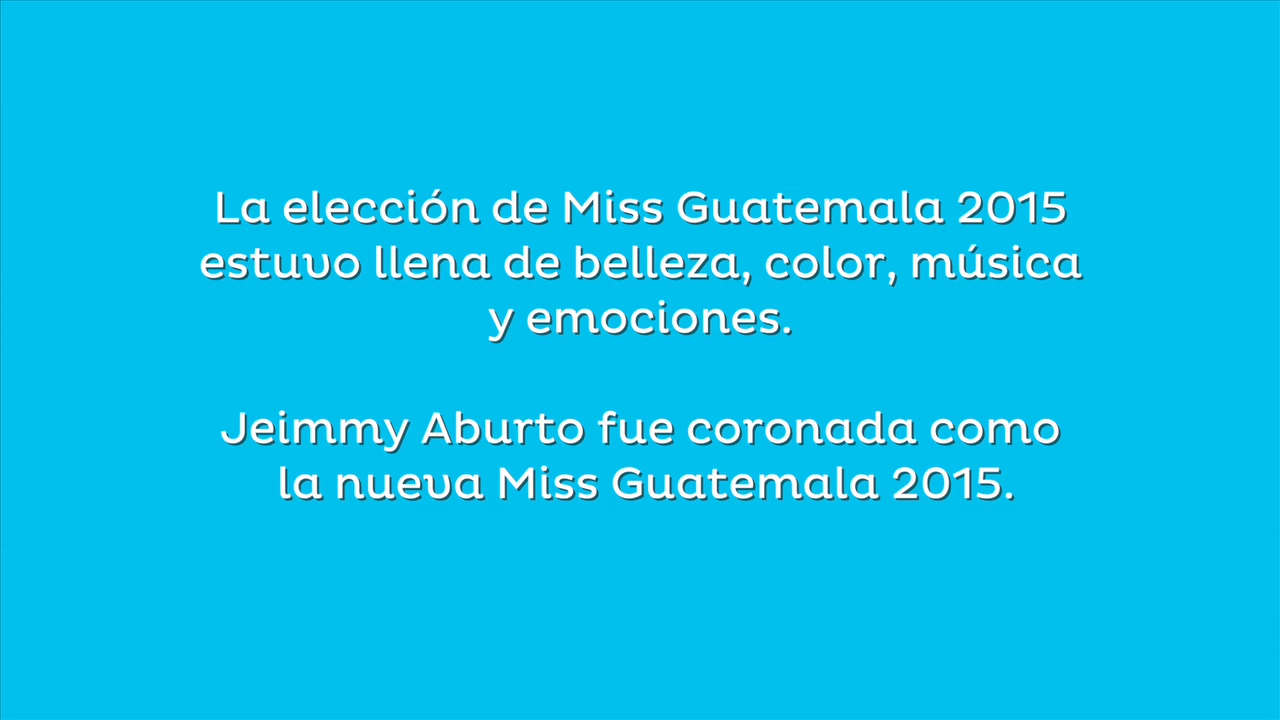 La elección de Miss Guatemala 2015
estuvo llena de belleza, color, música
y emociones.
Jeimmy Aburto fue coronada como
la nueva Miss Guatemala 2015.